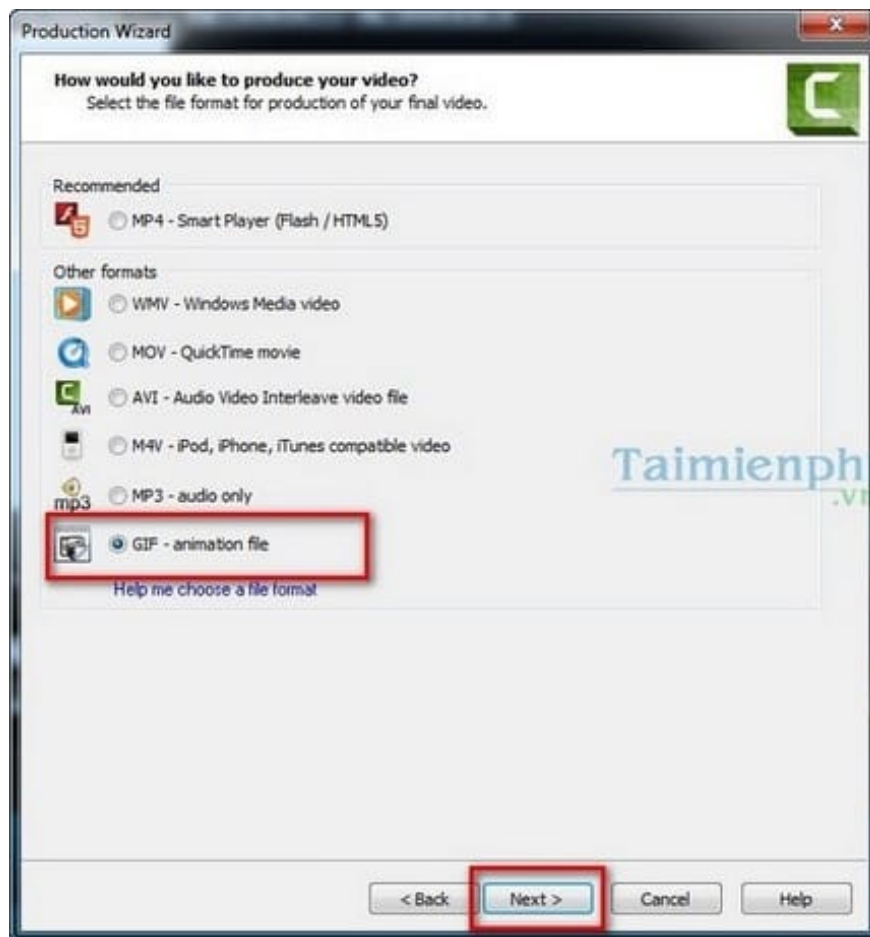 Production Wizard
How would you like to produce your video?
Select the file format for production of your final video.
Recommended
MP4 - Smart Player (Flash / HTML5)
Other formats
WMV - Windows Media video
MOV - QuickTime movie
AVI
AVI - Audio Video Interleave video file
M4V - iPod, iPhone, iTunes compatible video
Taimienph
.vn
mp3
MP3 - audio only
GIF - animation file
Help me choose a file format
< Back
Next >
Cancel
Help